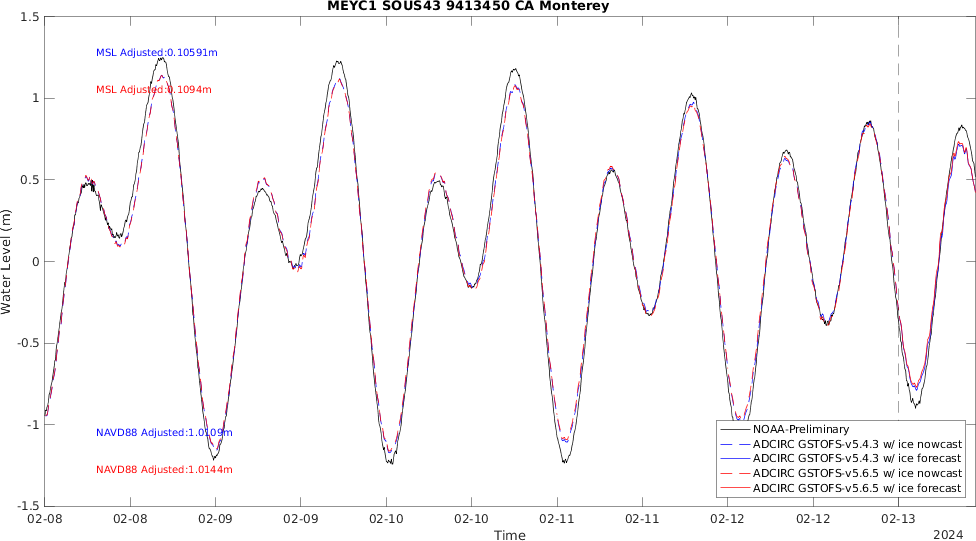 MEYC1 SOUS43 9413450 CA Monterey
1.5
1
0.5
0
-0.5
-1
-1.5
Water Level (m)
MSL Adjusted:0.10591m
MSL Adjusted:0.1094m
NAVD88 Adjusted:1.0109m
NAVD88 Adjusted:1.0144m
NOAA-Preliminary
ADCIRC GSTOFS-v5.4.3 w/ ice nowcast
ADCIRC GSTOFS-v5.4.3 w/ ice forecast
ADCIRC GSTOFS-v5.6.5 w/ ice nowcast
ADCIRC GSTOFS-v5.6.5 w/ ice forecast
02-08 02-08 02-09 02-09 02-10 02-10 02-11 02-11 02-12 02-12 02-13
Time
2024